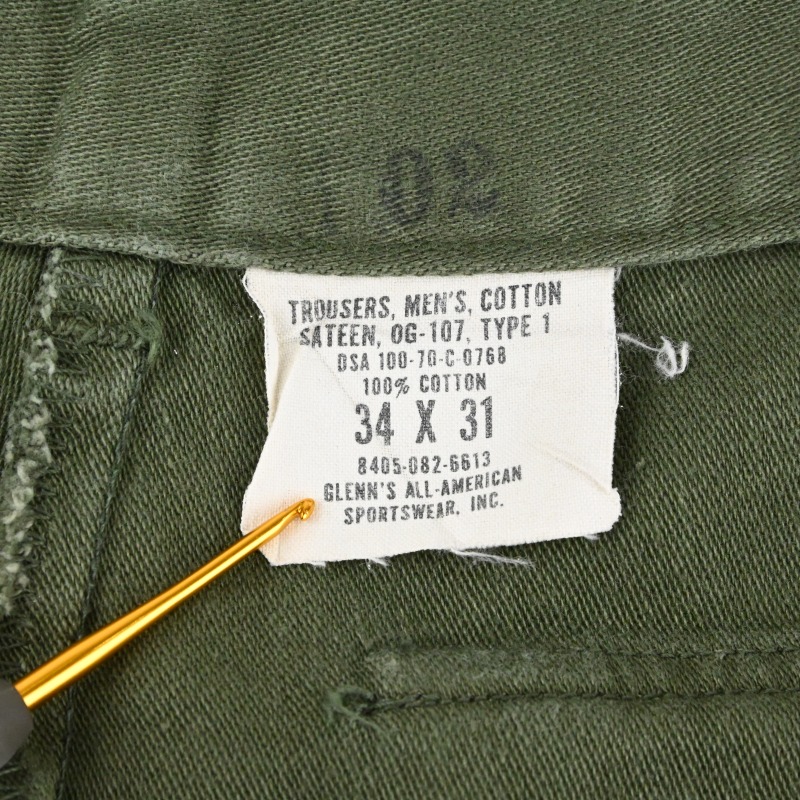 02
TROUSERS, MEN'S, COTTON
SATEEN, OG-107, TYPE 1
DSA 100-70-C-0768
100% COTTON
34 X 31
8405-082-6613
GLENN'S ALL-AMERICAN
SPORTSWEAR, INC.